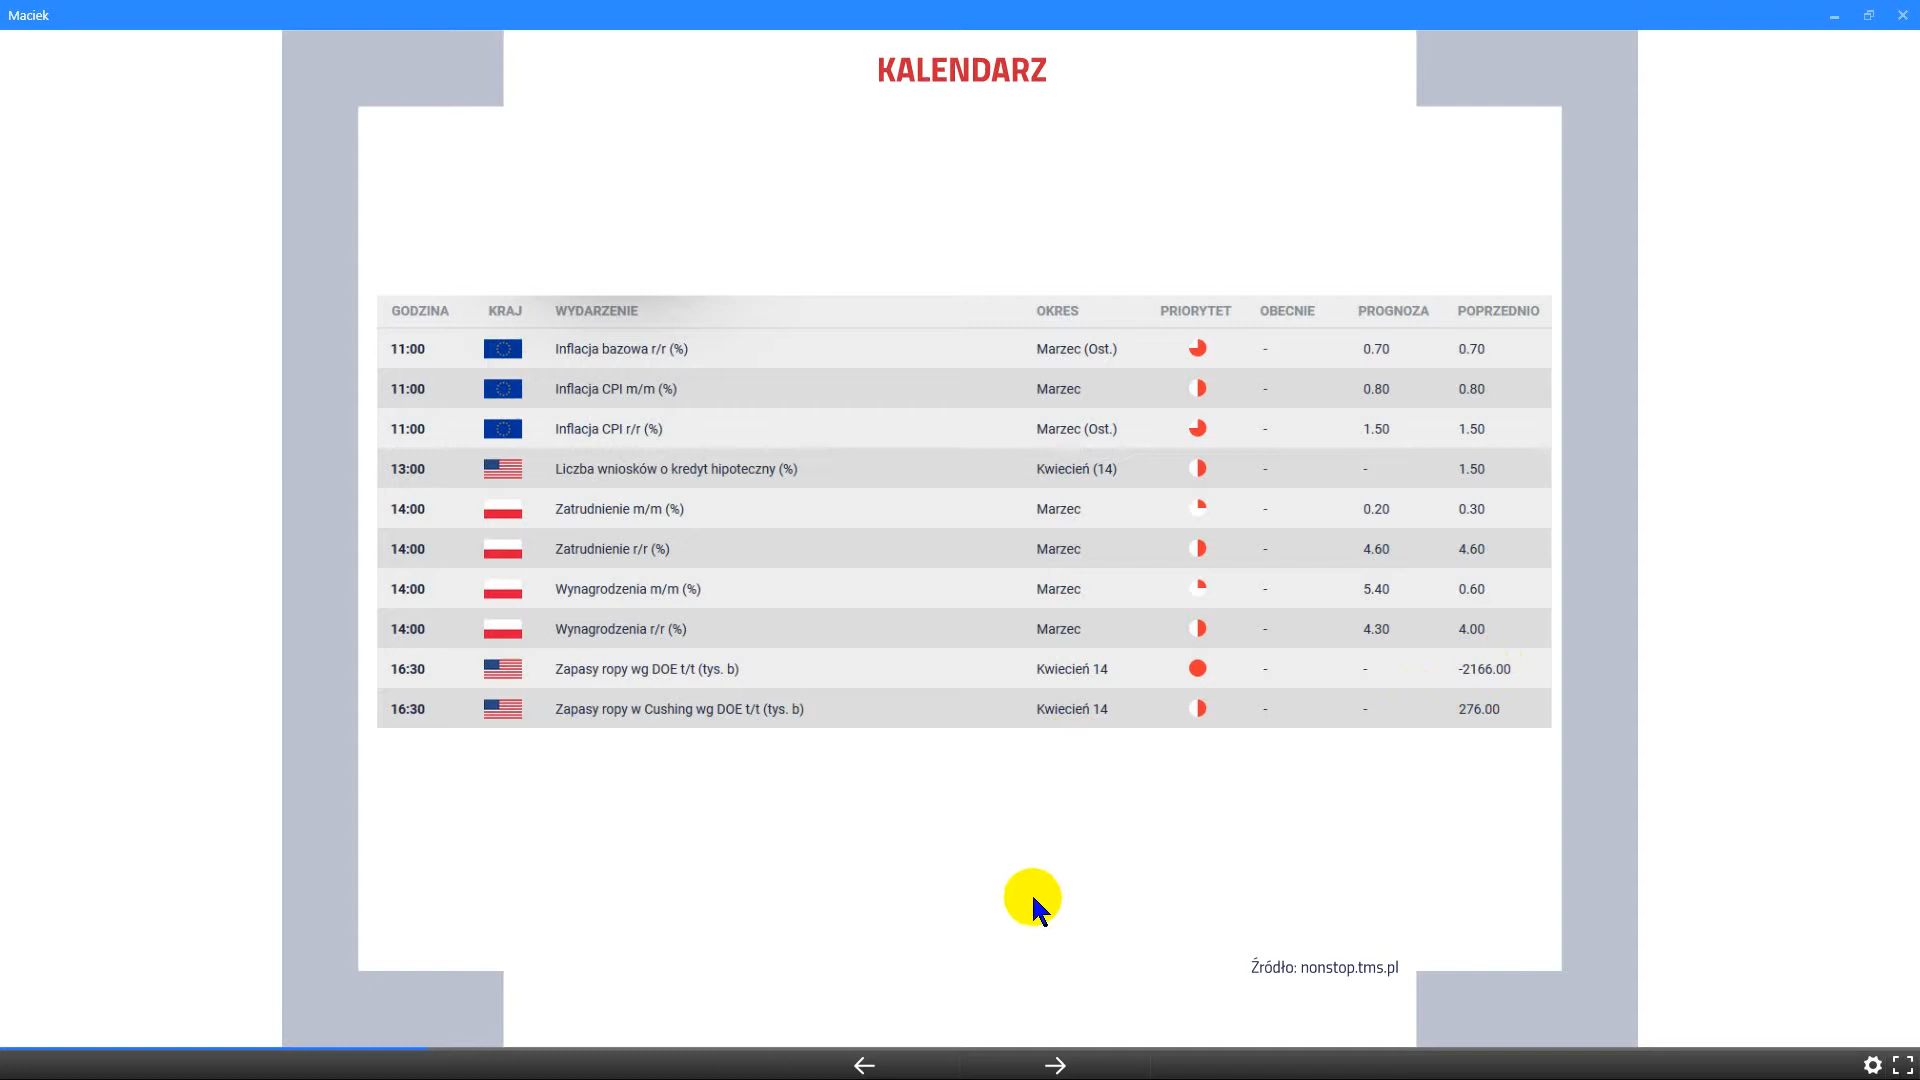 Maciek
KALENDARZ
GODZINA KRAJ WYDARZENIE OKRES PRIORYTET OBECNIE PROGNOZA POPRZEDNIO
11:00 Inflacja bazowa r/r (%) Marzec (Ost.) - 0.70 0.70
11:00 Inflacja CPI m/m (%) Marzec - 0.80 0.80
11:00 Inflacja CPI r/r (%) Marzec (Ost.) - 1.50 1.50
13:00 Liczba wniosków o kredyt hipoteczny (%) Kwiecień (14) - - 1.50
14:00 Zatrudnienie m/m (%) Marzec - 0.20 0.30
14:00 Zatrudnienie r/r (%) Marzec - 4.60 4.60
14:00 Wynagrodzenia m/m (%) Marzec - 5.40 0.60
14:00 Wynagrodzenia r/r (%) Marzec - 4.30 4.00
16:30 Zapasy ropy wg DOE t/t (tys. b) Kwiecień 14 - - -2166.00
16:30 Zapasy ropy w Cushing wg DOE t/t (tys. b) Kwiecień 14 - - 276.00
Źródło: nonstop.tms.pl